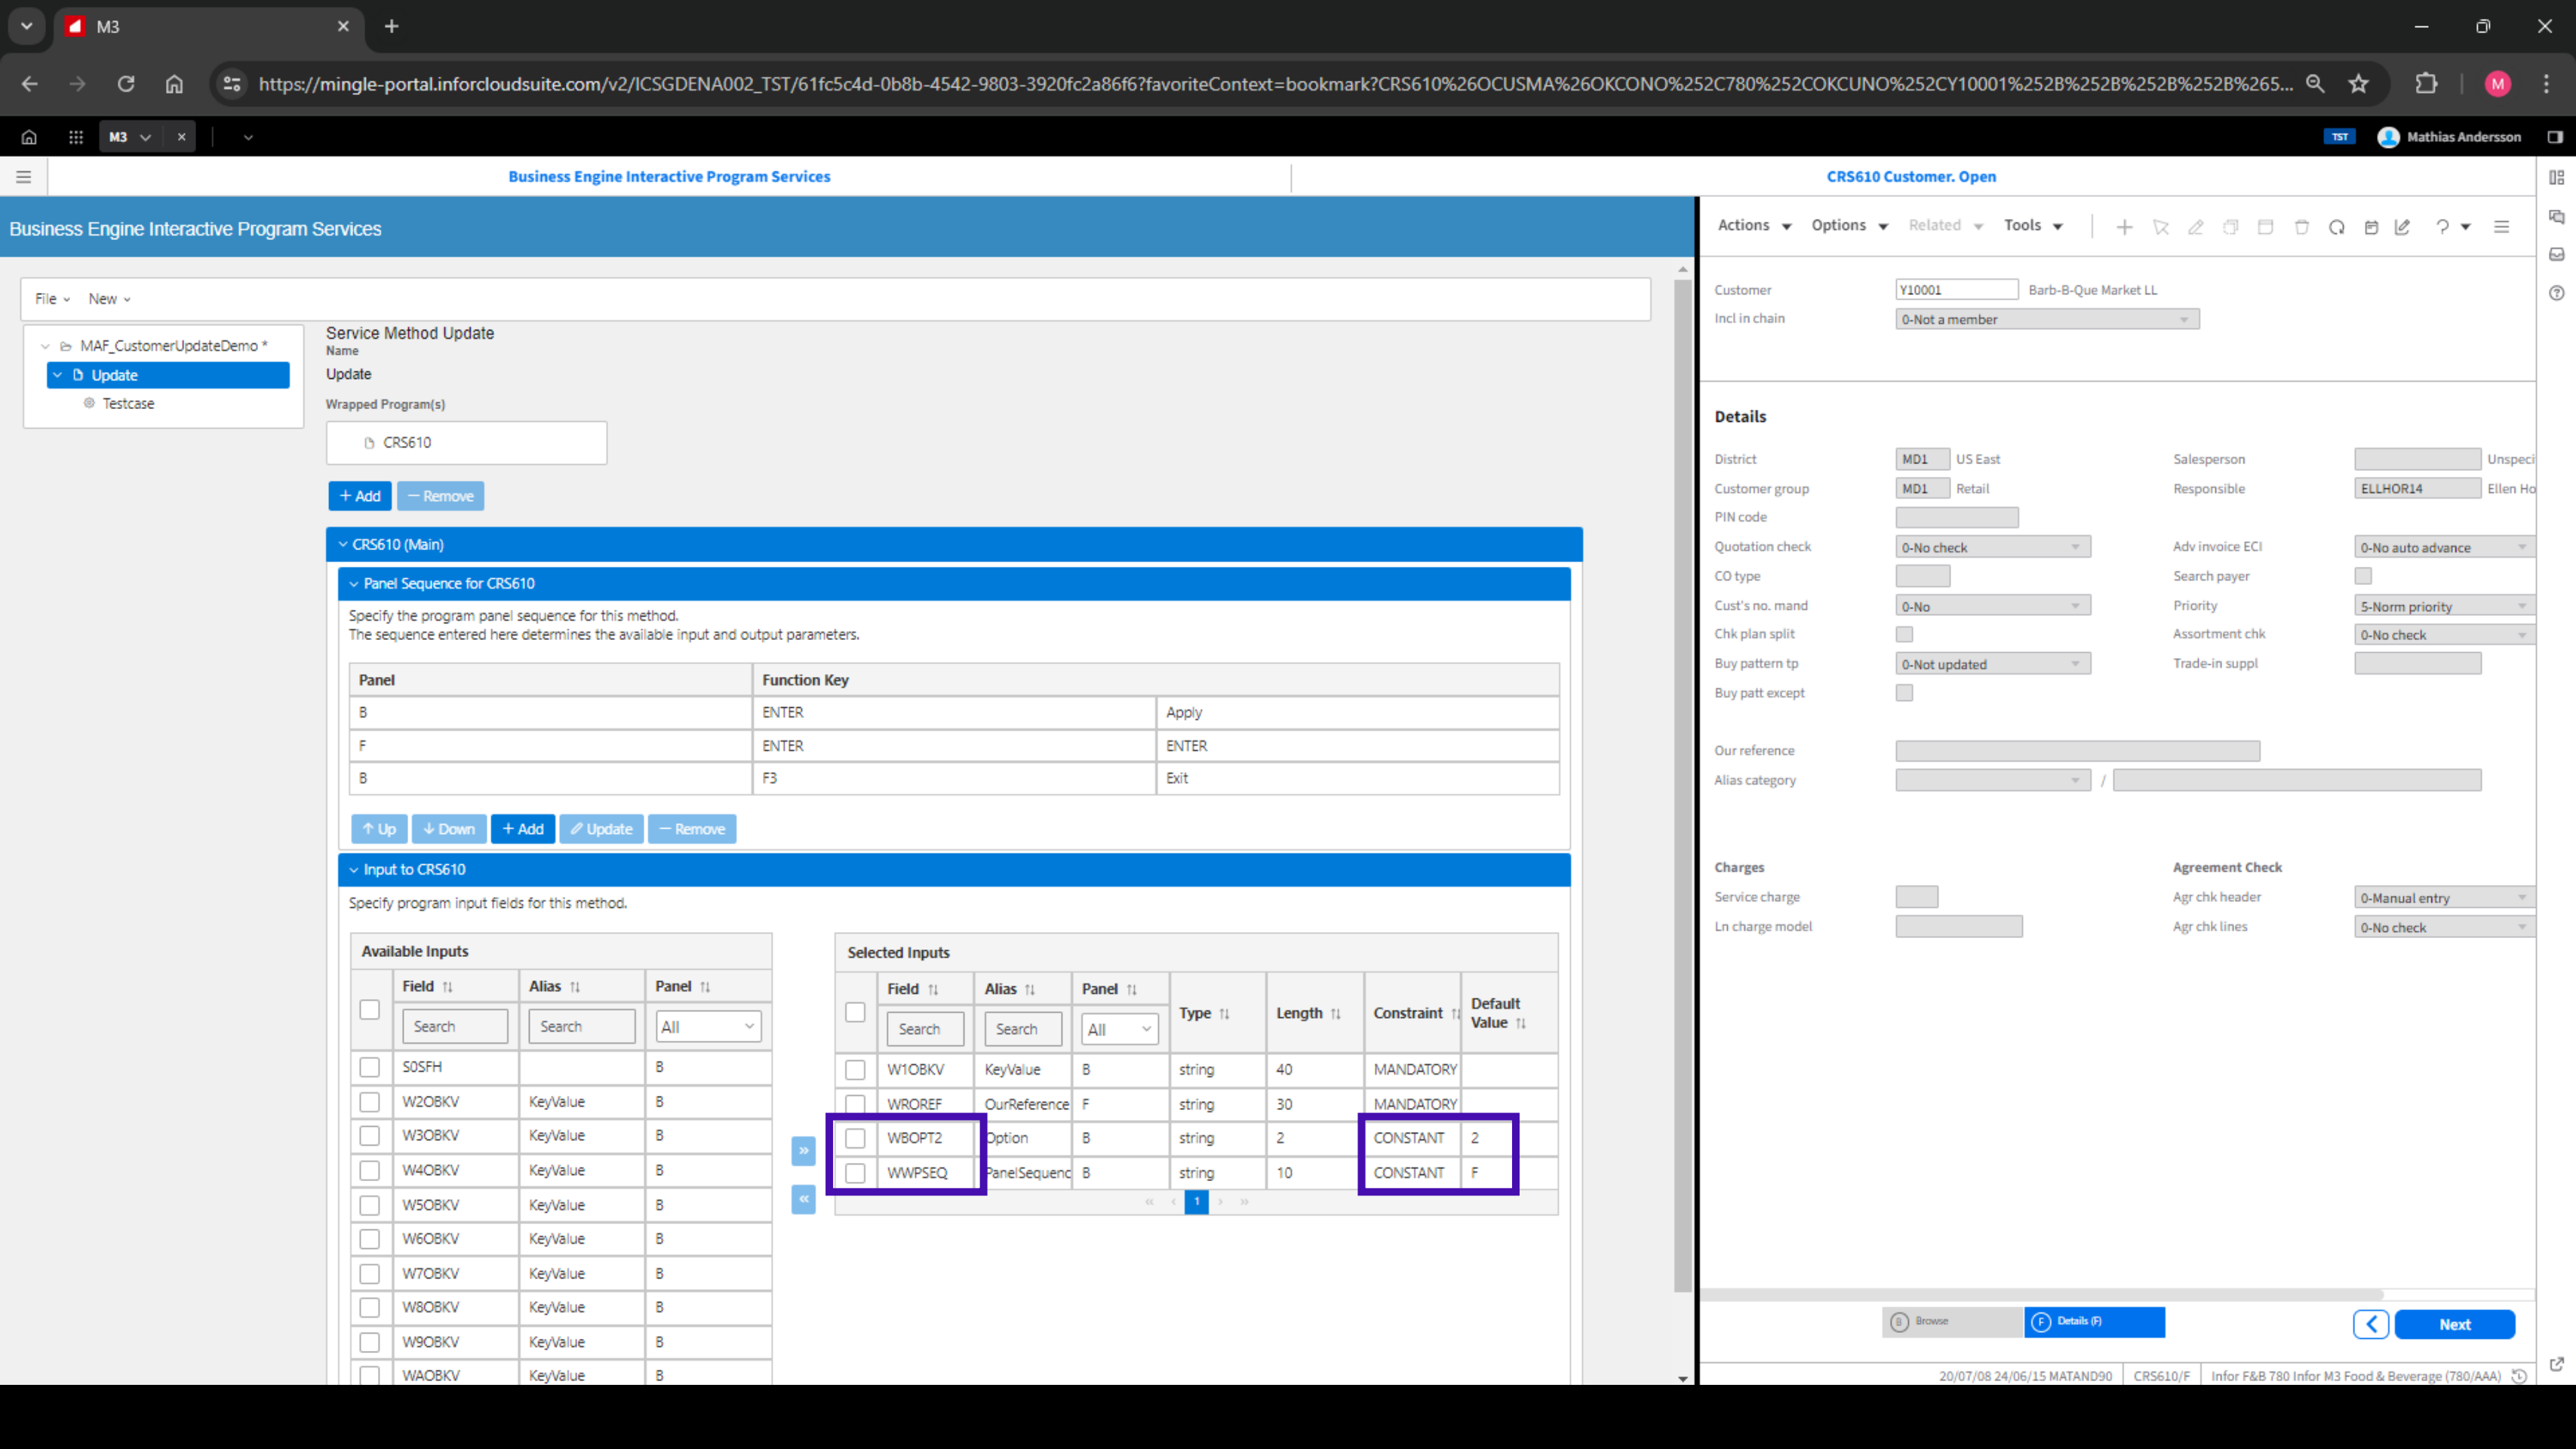 M3
https://mingle-portal.inforcloudsuite.com/v2/ICSGDENA002_TST/61fc5c4d-0b8b-4542-9803-3920fc2a86f6?favoriteContext=bookmark?CRS610%26OCUSMA%26OKCONO%252C780%252COKCUNO%252CY10001%252B%252B%252B%252B%265...
M
M3
TST
Mathias Andersson
Business Engine Interactive Program Services
CRS610 Customer. Open
Business Engine Interactive Program Services
File
New
MAF_CustomerUpdateDemo *
Update
Testcase
Service Method Update
Name
Update
Wrapped Program(s)
CRS610
+ Add
Remove
CRS610 (Main)
Panel Sequence for CRS610
Specify the program panel sequence for this method.
The sequence entered here determines the available input and output parameters.
Panel Function Key
B ENTER Apply
F ENTER ENTER
B F3 Exit
Up Down + Add Update Remove
Input to CRS610
Specify program input fields for this method.
Available Inputs
Field Alias Panel
Search Search All
S0SFH B
W2OBKV KeyValue B
W3OBKV KeyValue B
W4OBKV KeyValue B
W5OBKV KeyValue B
W6OBKV KeyValue B
W7OBKV KeyValue B
W8OBKV KeyValue B
W9OBKV KeyValue B
WAOBKV KeyValue B
Selected Inputs
Field Alias Panel Type Length Constraint Default Value
Search Search All
W1OBKV KeyValue B string 40 MANDATORY
WROREF OurReference F string 30 MANDATORY
WBOPT2 Option B string 2 CONSTANT 2
WWPSEQ PanelSequenc B string 10 CONSTANT F
1
Actions Options Related Tools
Customer Y10001 Barb-B-Que Market LL
Incl in chain 0-Not a member
Details
District MD1 US East Salesperson Unspeci
Customer group MD1 Retail Responsible ELLHOR14 Ellen Ho
PIN code
Quotation check 0-No check Adv invoice ECI 0-No auto advance
CO type Search payer
Cust's no. mand 0-No Priority 5-Norm priority
Chk plan split Assortment chk 0-No check
Buy pattern tp 0-Not updated Trade-in suppl
Buy patt except
Our reference
Alias category /
Charges Agreement Check
Service charge Agr chk header 0-Manual entry
Ln charge model Agr chk lines 0-No check
B Browse
F Details (F)
Next
20/07/08 24/06/15 MATAND90 CRS610/F Infor F&B 780 Infor M3 Food & Beverage (780/AAA)